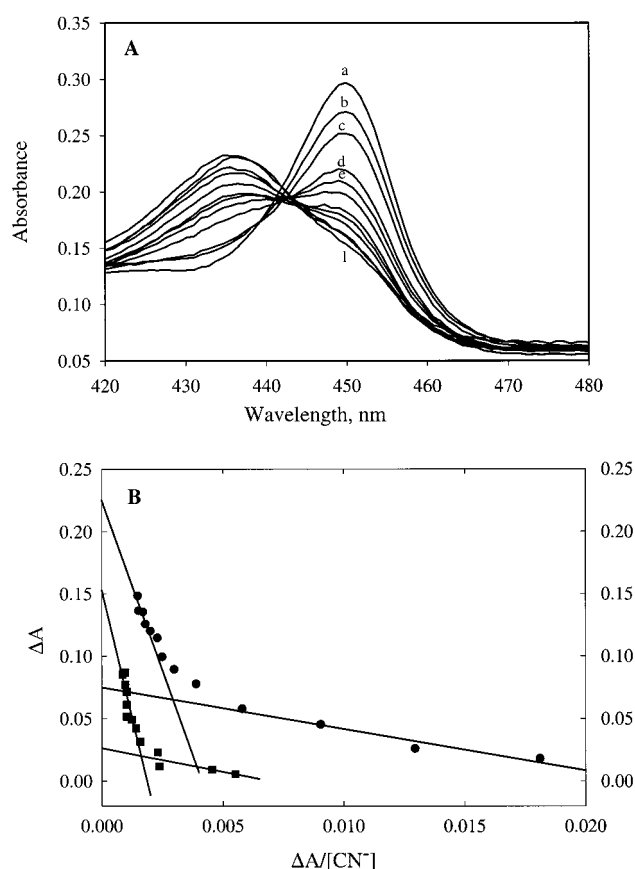 A
a
b
c
d
e
l
Absorbance
0.35
0.30
0.25
0.20
0.15
0.10
0.05
420 430 440 450 460 470 480
Wavelength, nm
B
ΔA
0.25 0.25
0.20 0.20
0.15 0.15
0.10 0.10
0.05 0.05
0.00 0.00
0.000 0.005 0.010 0.015 0.020
ΔA/[CN⁻]